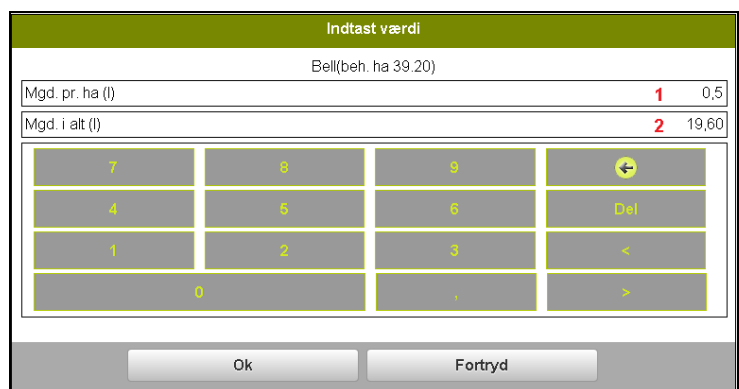 Indtast værdi
Bell(beh. ha 39.20)
Mgd. pr. ha (l) 1 0,5
Mgd. i alt (l) 2 19,60
7 8 9
4 5 6 Del
1 2 3 <
0 , >
Ok Fortryd